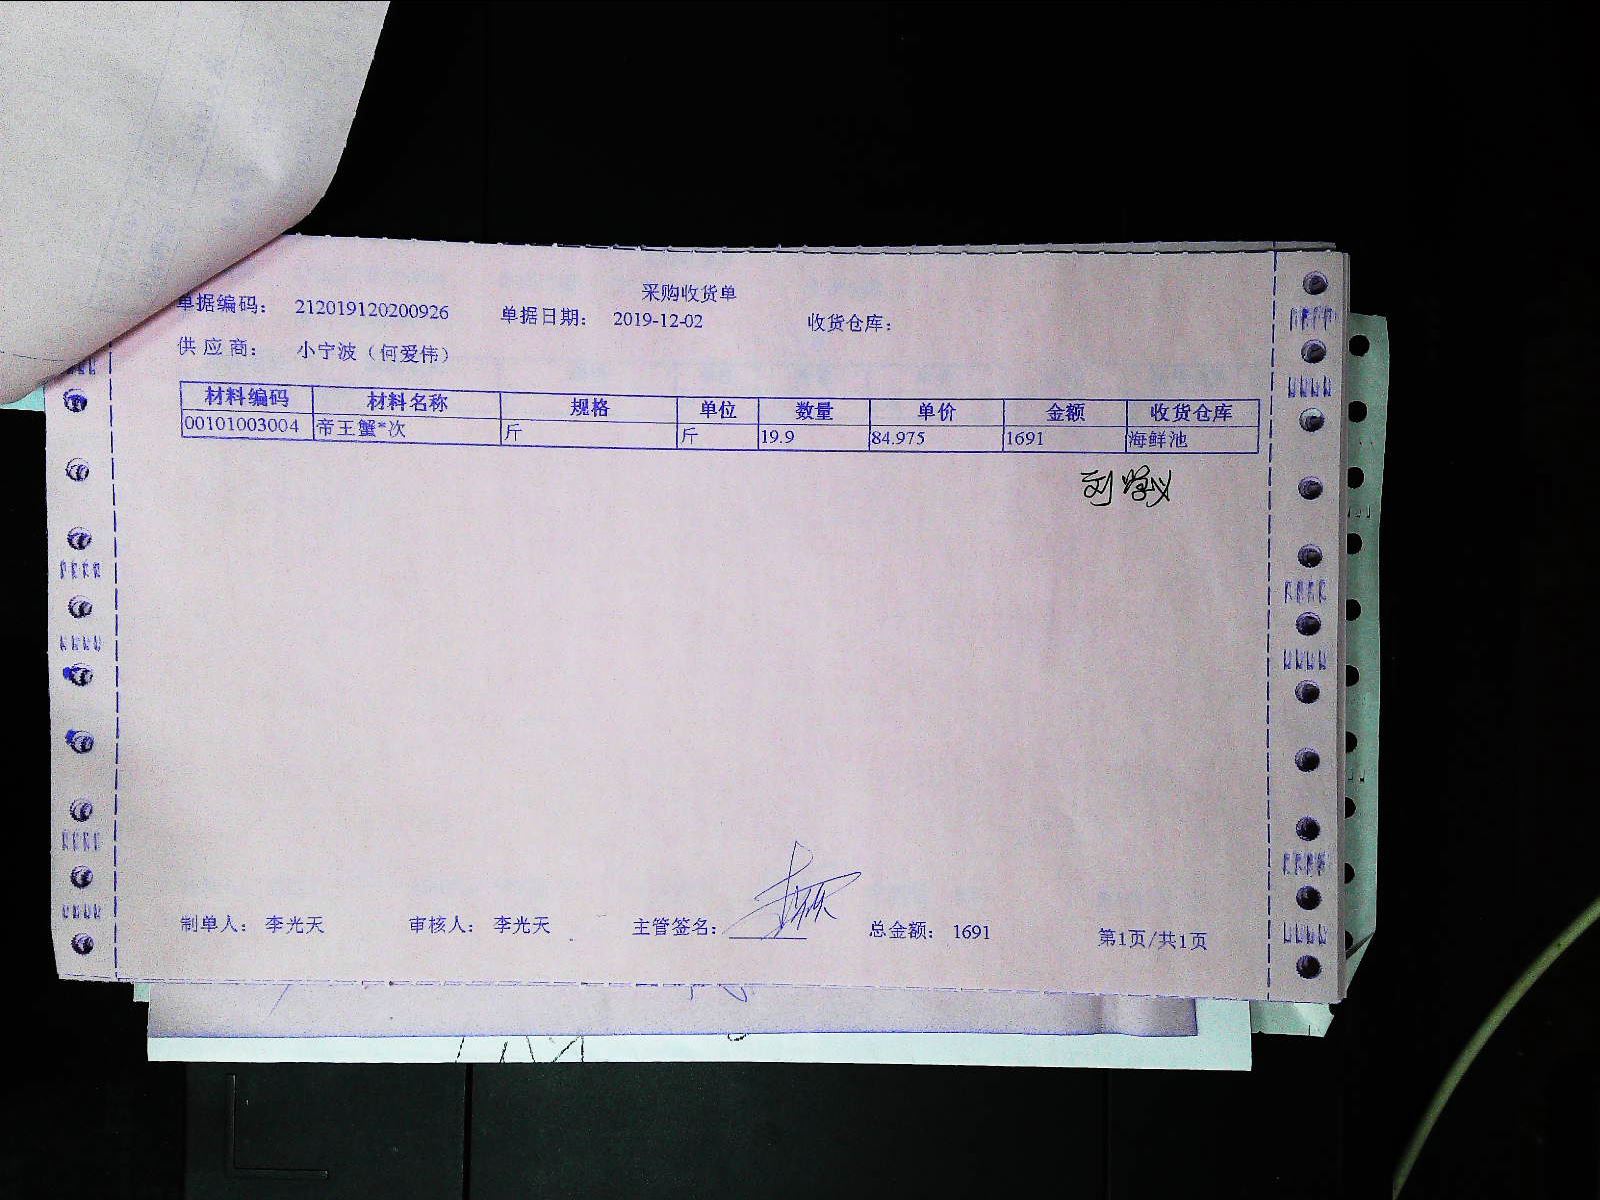 采购收货单
单据编码: 212019120200926 单据日期: 2019-12-02 收货仓库:
供应商: 小宁波（何爱伟）
材料编码 材料名称 规格 单位 数量 单价 金额 收货仓库
00101003004 帝王蟹*次 斤 斤 19.9 84.975 1691 海鲜池
制单人: 李光天 审核人: 李光天 主管签名: 总金额: 1691 第1页/共1页